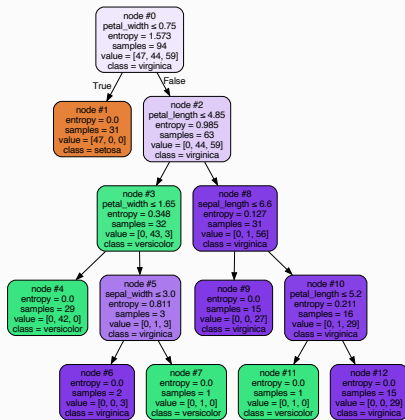 node #0
petal_width ≤ 0.75
entropy = 1.573
samples = 94
value = [47, 44, 59]
class = virginica
True
False
node #1
entropy = 0.0
samples = 31
value = [47, 0, 0]
class = setosa
node #2
petal_length ≤ 4.85
entropy = 0.985
samples = 63
value = [0, 44, 59]
class = virginica
node #3
petal_width ≤ 1.65
entropy = 0.348
samples = 32
value = [0, 43, 3]
class = versicolor
node #8
sepal_length ≤ 6.6
entropy = 0.127
samples = 31
value = [0, 1, 56]
class = virginica
node #4
entropy = 0.0
samples = 29
value = [0, 42, 0]
class = versicolor
node #5
sepal_width ≤ 3.0
entropy = 0.811
samples = 3
value = [0, 1, 3]
class = virginica
node #9
entropy = 0.0
samples = 15
value = [0, 0, 27]
class = virginica
node #10
petal_length ≤ 5.2
entropy = 0.211
samples = 16
value = [0, 1, 29]
class = virginica
node #6
entropy = 0.0
samples = 2
value = [0, 0, 3]
class = virginica
node #7
entropy = 0.0
samples = 1
value = [0, 1, 0]
class = versicolor
node #11
entropy = 0.0
samples = 1
value = [0, 1, 0]
class = versicolor
node #12
entropy = 0.0
samples = 15
value = [0, 0, 29]
class = virginica